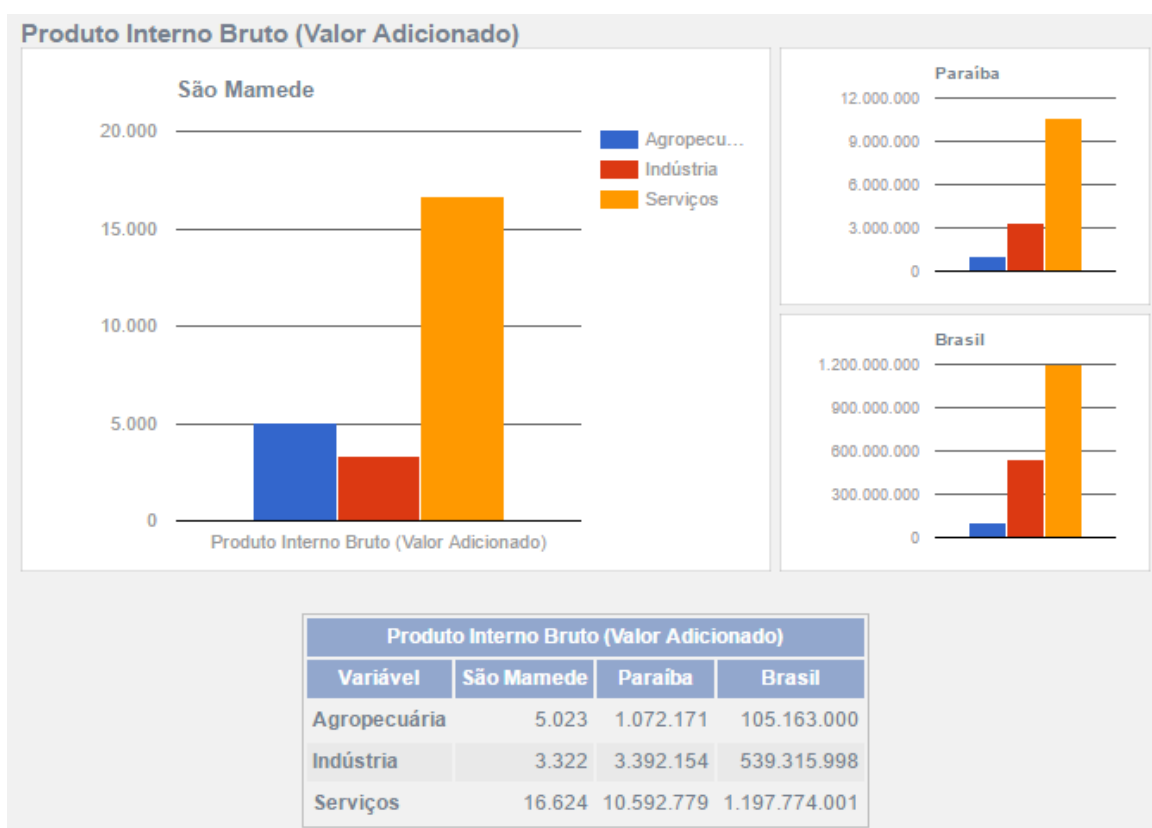 Produto Interno Bruto (Valor Adicionado)
São Mamede
20.000
15.000
10.000
5.000
0
Produto Interno Bruto (Valor Adicionado)
Agropecu...
Indústria
Serviços
Paraíba
12.000.000
9.000.000
6.000.000
3.000.000
0
Brasil
1.200.000.000
900.000.000
600.000.000
300.000.000
0
Produto Interno Bruto (Valor Adicionado)
Variável São Mamede Paraíba Brasil
Agropecuária 5.023 1.072.171 105.163.000
Indústria 3.322 3.392.154 539.315.998
Serviços 16.624 10.592.779 1.197.774.001